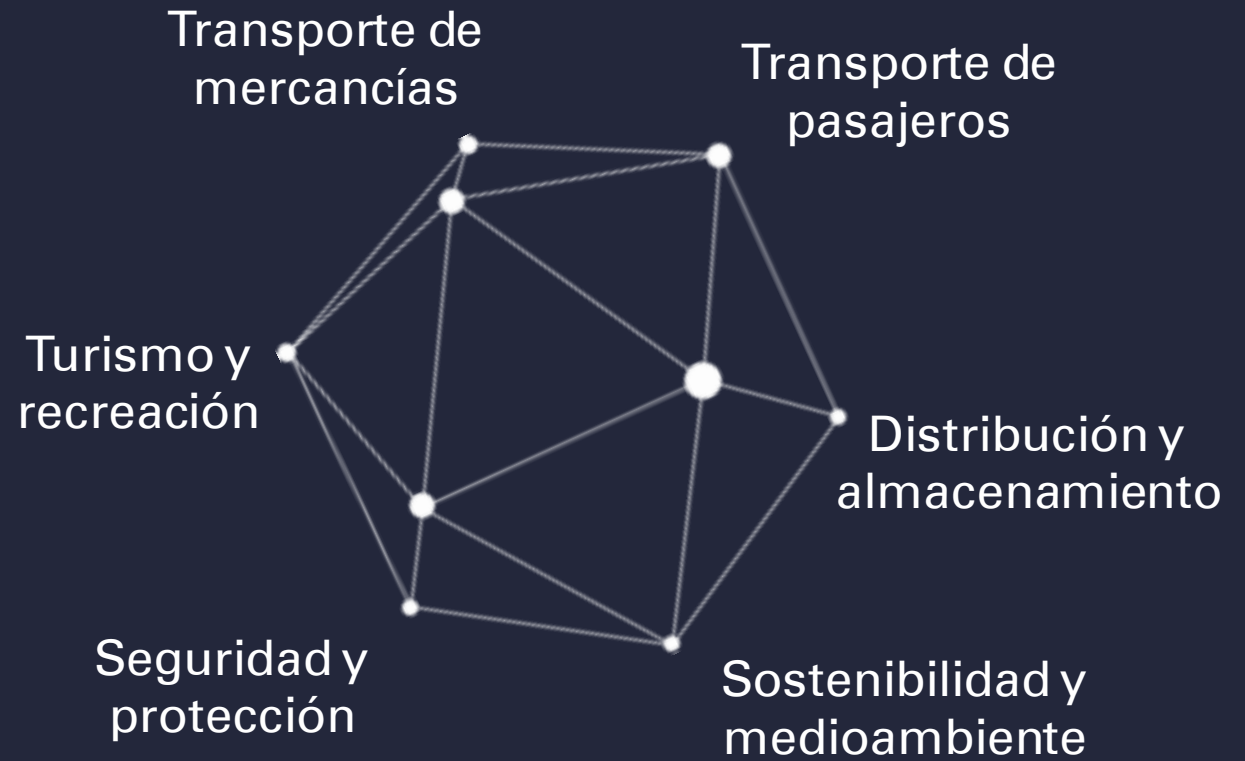 Transporte de
mercancías
Transporte de
pasajeros
Turismo y
recreación
Distribución y
almacenamiento
Seguridad y
protección
Sostenibilidad y
medioambiente